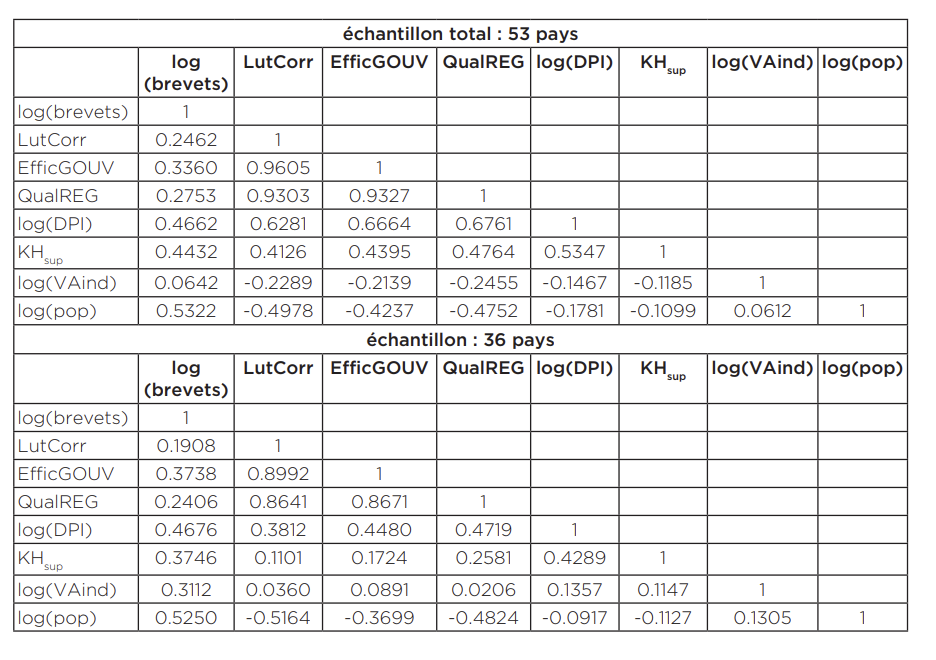 échantillon total : 53 pays
log (brevets) LutCorr EfficGOUV QualREG log(DPI) KHsup log(VAind) log(pop)
log(brevets) 1
LutCorr 0.2462 1
EfficGOUV 0.3360 0.9605 1
QualREG 0.2753 0.9303 0.9327 1
log(DPI) 0.4662 0.6281 0.6664 0.6761 1
KHsup 0.4432 0.4126 0.4395 0.4764 0.5347 1
log(VAind) 0.0642 -0.2289 -0.2139 -0.2455 -0.1467 -0.1185 1
log(pop) 0.5322 -0.4978 -0.4237 -0.4752 -0.1781 -0.1099 0.0612 1
échantillon : 36 pays
log (brevets) LutCorr EfficGOUV QualREG log(DPI) KHsup log(VAind) log(pop)
log(brevets) 1
LutCorr 0.1908 1
EfficGOUV 0.3738 0.8992 1
QualREG 0.2406 0.8641 0.8671 1
log(DPI) 0.4676 0.3812 0.4480 0.4719 1
KHsup 0.3746 0.1101 0.1724 0.2581 0.4289 1
log(VAind) 0.3112 0.0360 0.0891 0.0206 0.1357 0.1147 1
log(pop) 0.5250 -0.5164 -0.3699 -0.4824 -0.0917 -0.1127 0.1305 1